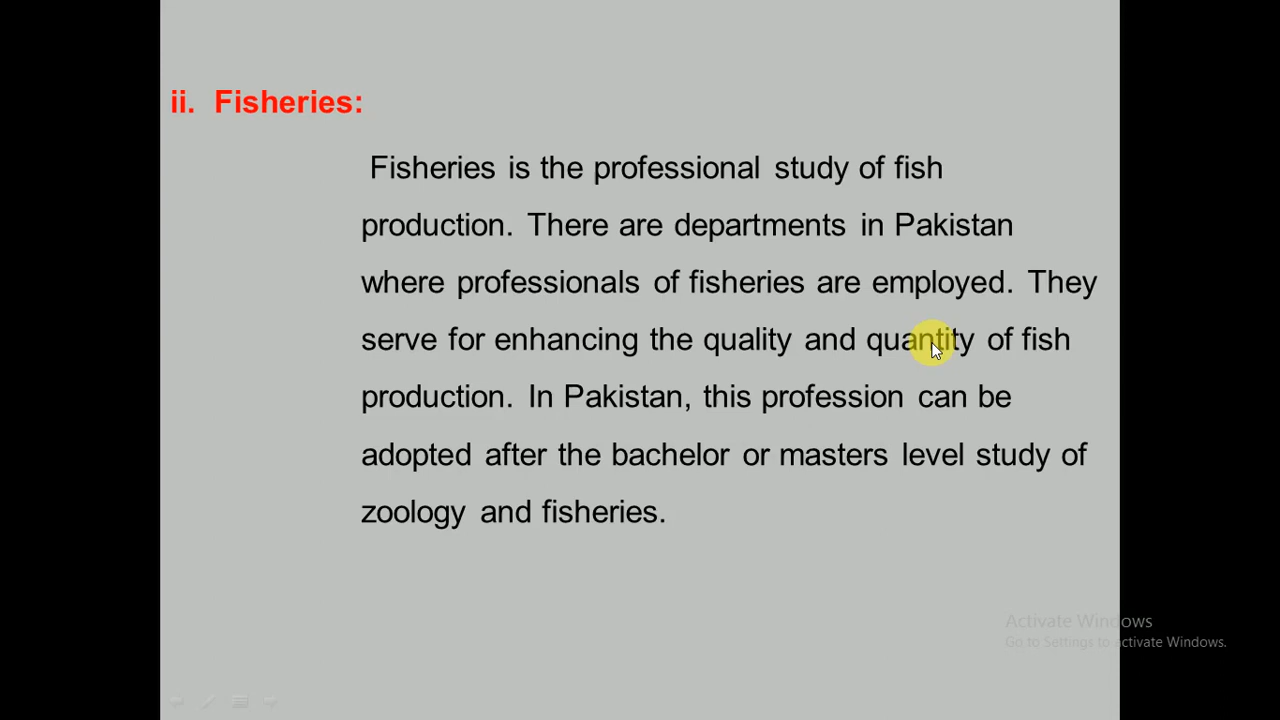 ii. Fisheries:
Fisheries is the professional study of fish
production. There are departments in Pakistan
where professionals of fisheries are employed. They
serve for enhancing the quality and quantity of fish
production. In Pakistan, this profession can be
adopted after the bachelor or masters level study of
zoology and fisheries.
Activate Windows
Go to Settings to activate Windows.